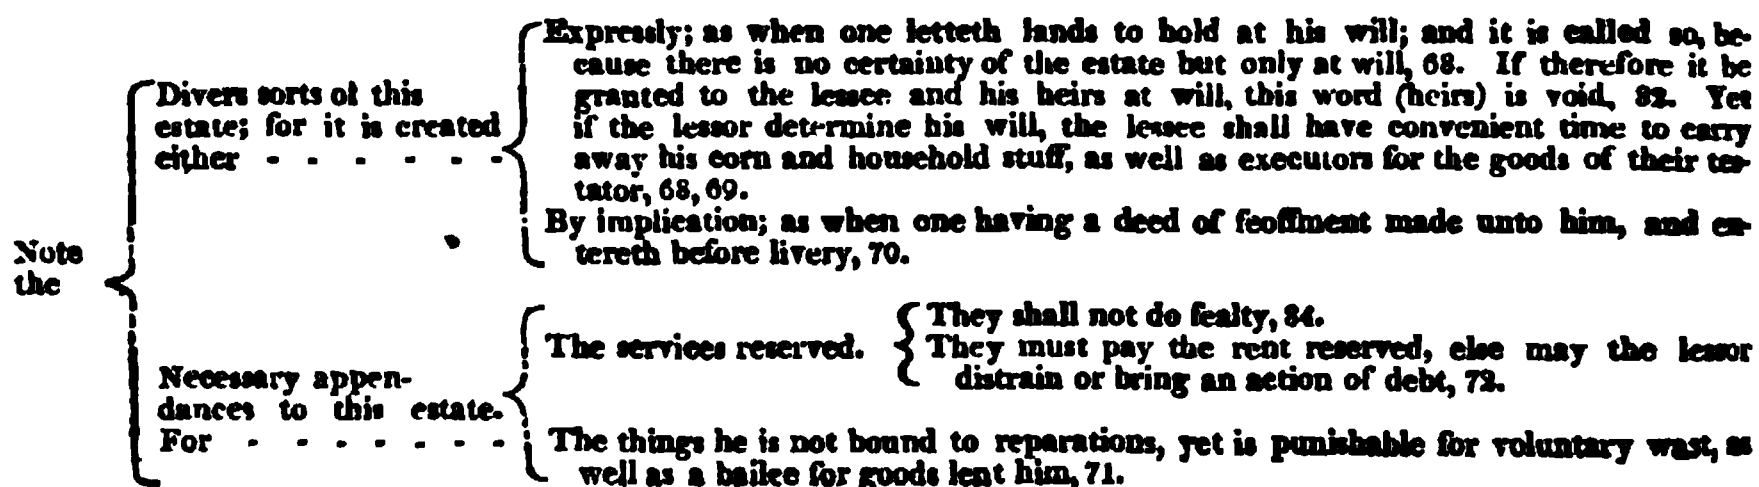 Note
the
Divers sorts of this
estate; for it is created
either - - - - - -
Expressly; as when one letteth lands to hold at his will; and it is called so, be-
cause there is no certainty of the estate but only at will, 68. If therefore it be
granted to the lessee and his heirs at will, this word (heirs) is void, 82. Yet
if the lessor determine his will, the lessee shall have convenient time to carry
away his corn and household stuff, as well as executors for the goods of their tes-
tator, 68, 69.
By implication; as when one having a deed of feoffment made unto him, and en-
tereth before livery, 70.
Necessary appen-
dances to this estate.
For - - - - - - -
The services reserved.
They shall not do fealty, 84.
They must pay the rent reserved, else may the lessor
distrain or bring an action of debt, 72.
The things he is not bound to reparations, yet is punishable for voluntary wast, as
well as a bailee for goods lent him, 71.